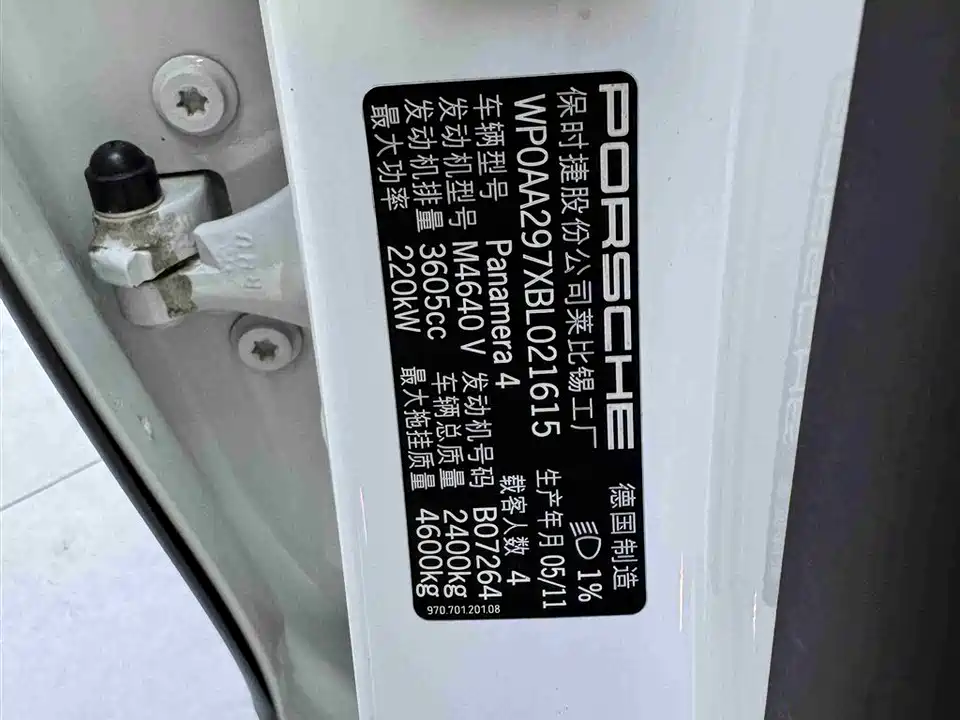 PORSCHE 德国制造
保时捷股份公司莱比锡工厂 1%
WP0AA297XBL021615 生产年月 05/11
载客人数 4
车辆型号 Panamera 4
发动机型号 M4640 V 发动机号码 B07264
发动机排量 3605cc 车辆总质量 2400kg
最大功率 220kW 最大拖挂质量 4600kg
970.701.201.08